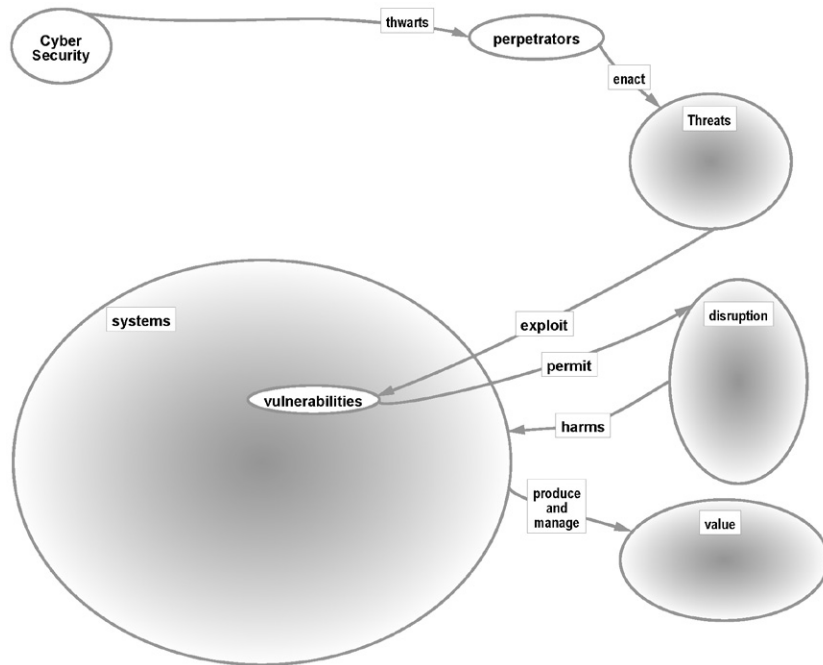 Cyber
Security
thwarts
perpetrators
enact
Threats
systems
exploit
disruption
permit
vulnerabilities
harms
produce
and
manage
value